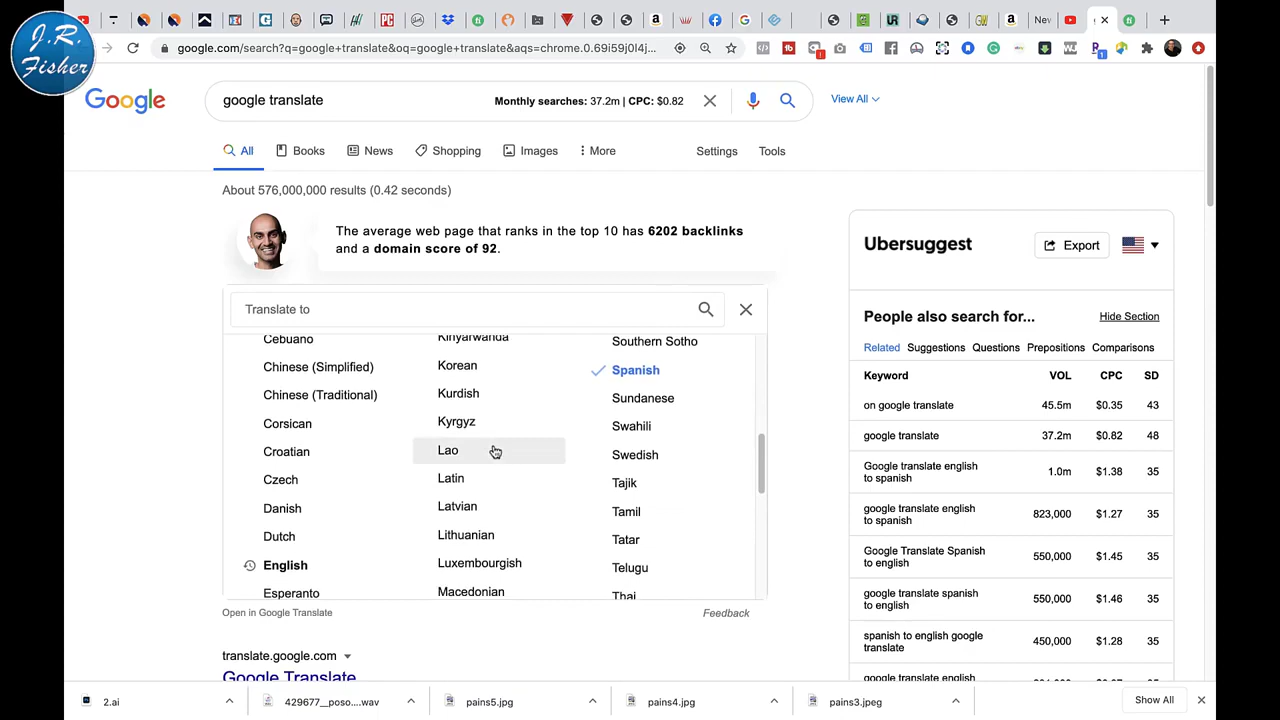 J.R.
Fisher
New
google.com/search?q=google+translate&oq=google+translate&aqs=chrome.0.69i59j0l4j...
Google
google translate
Monthly searches: 37.2m | CPC: $0.82
View All
All
Books
News
Shopping
Images
More
Settings
Tools
About 576,000,000 results (0.42 seconds)
The average web page that ranks in the top 10 has 6202 backlinks
and a domain score of 92.
Translate to
Cebuano
Chinese (Simplified)
Chinese (Traditional)
Corsican
Croatian
Czech
Danish
Dutch
English
Esperanto
Kinyarwanda
Korean
Kurdish
Kyrgyz
Lao
Latin
Latvian
Lithuanian
Luxembourgish
Macedonian
Southern Sotho
Spanish
Sundanese
Swahili
Swedish
Tajik
Tamil
Tatar
Telugu
Thai
Open in Google Translate
Feedback
translate.google.com
Google Translate
Ubersuggest
Export
People also search for...
Hide Section
Related Suggestions Questions Prepositions Comparisons
Keyword VOL CPC SD
on google translate 45.5m $0.35 43
google translate 37.2m $0.82 48
Google translate english
to spanish 1.0m $1.38 35
google translate english
to spanish 823,000 $1.27 35
Google Translate Spanish
to english 550,000 $1.45 35
google translate spanish
to english 550,000 $1.46 35
spanish to english google
translate 450,000 $1.28 35
google translate english
2.ai
429677__poso....wav
pains5.jpg
pains4.jpg
pains3.jpeg
Show All